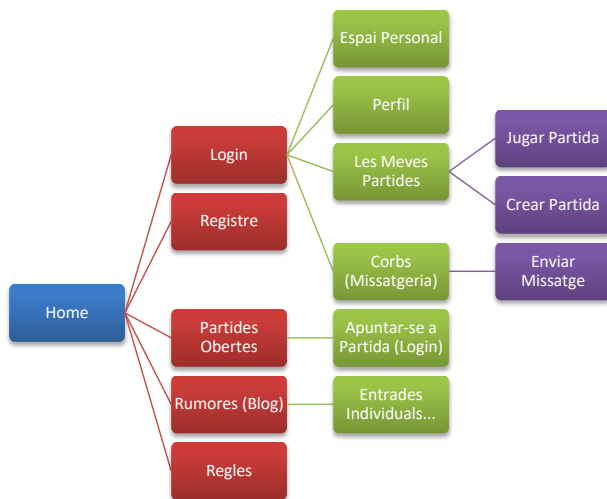 Home
Login
Registre
Partides
Obertes
Rumores (Blog)
Regles
Espai Personal
Perfil
Les Meves
Partides
Corbs
(Missatgeria)
Apuntar-se a
Partida (Login)
Entrades
Individuals...
Jugar Partida
Crear Partida
Enviar
Missatge